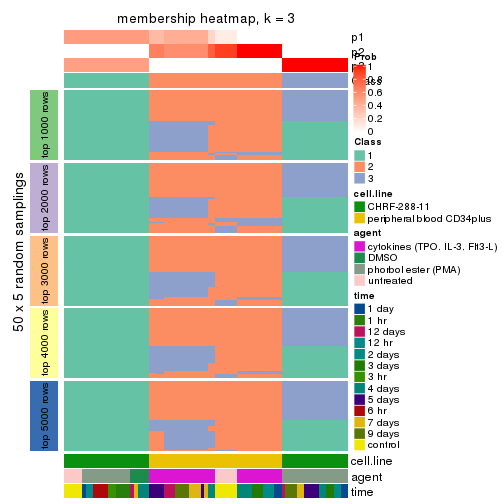 membership heatmap, k = 3
p1
p2
Prob
1
0.8
0.6
0.4
0.2
0
Class
1
2
3
cell.line
CHRF-288-11
peripheral blood CD34plus
agent
cytokines (TPO. IL-3. Flt3-L)
DMSO
phorbol ester (PMA)
untreated
time
1 day
1 hr
12 days
12 hr
2 days
3 days
3 hr
4 days
5 days
6 hr
7 days
9 days
control
50 x 5 random samplings
top 1000 rows
top 2000 rows
top 3000 rows
top 4000 rows
top 5000 rows
cell.line
agent
time